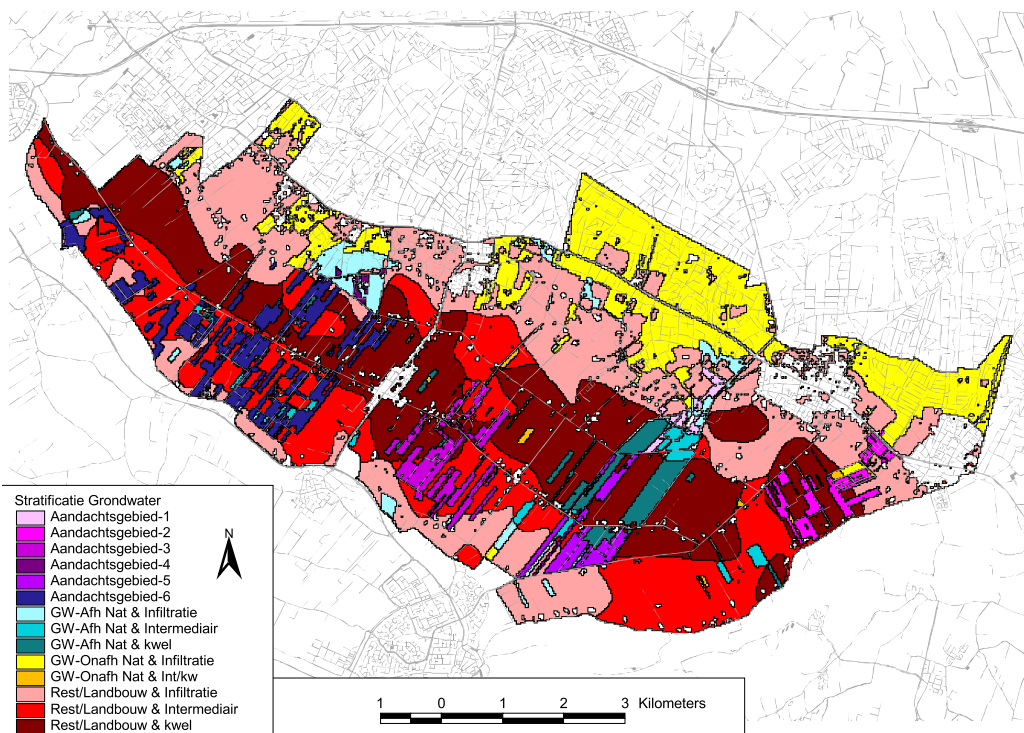 N
Stratificatie Grondwater
Aandachtsgebied-1
Aandachtsgebied-2
Aandachtsgebied-3
Aandachtsgebied-4
Aandachtsgebied-5
Aandachtsgebied-6
GW-Afh Nat & Infiltratie
GW-Afh Nat & Intermediair
GW-Afh Nat & kwel
GW-Onafh Nat & Infiltratie
GW-Onafh Nat & Int/kw
Rest/Landbouw & Infiltratie
Rest/Landbouw & Intermediair
Rest/Landbouw & kwel
1 0 1 2 3 Kilometers